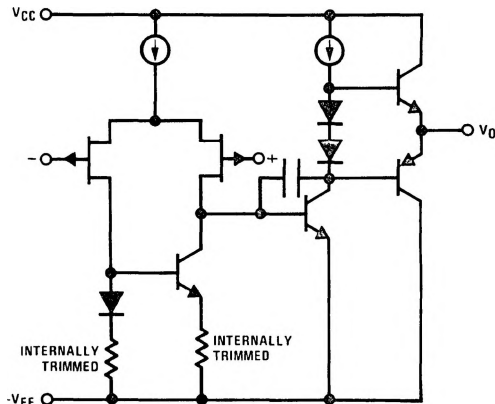 VCC
−
+
VO
INTERNALLY
TRIMMED
INTERNALLY
TRIMMED
-VEE